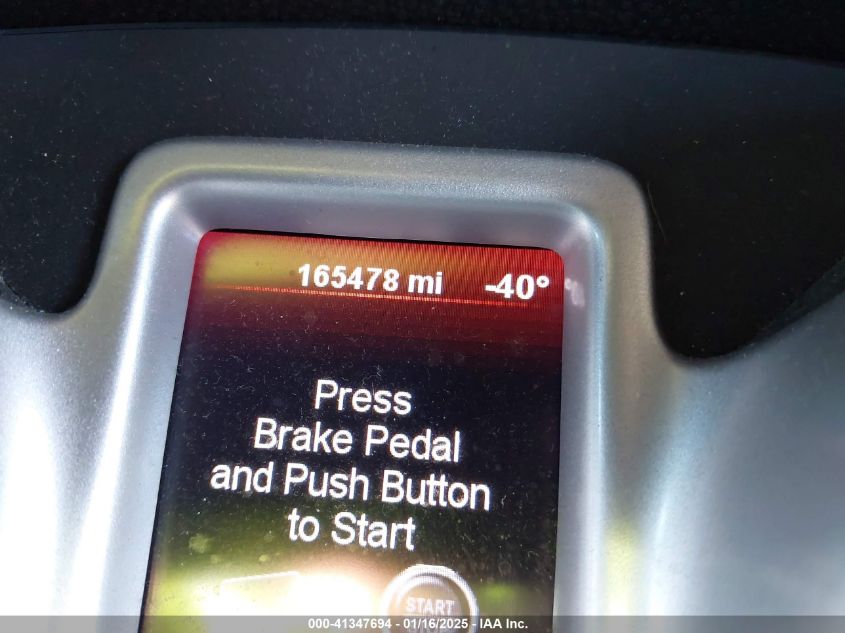 165478 mi -40°
Press
Brake Pedal
and Push Button
to Start
START
000-41347694 - 01/16/2025 - IAA Inc.